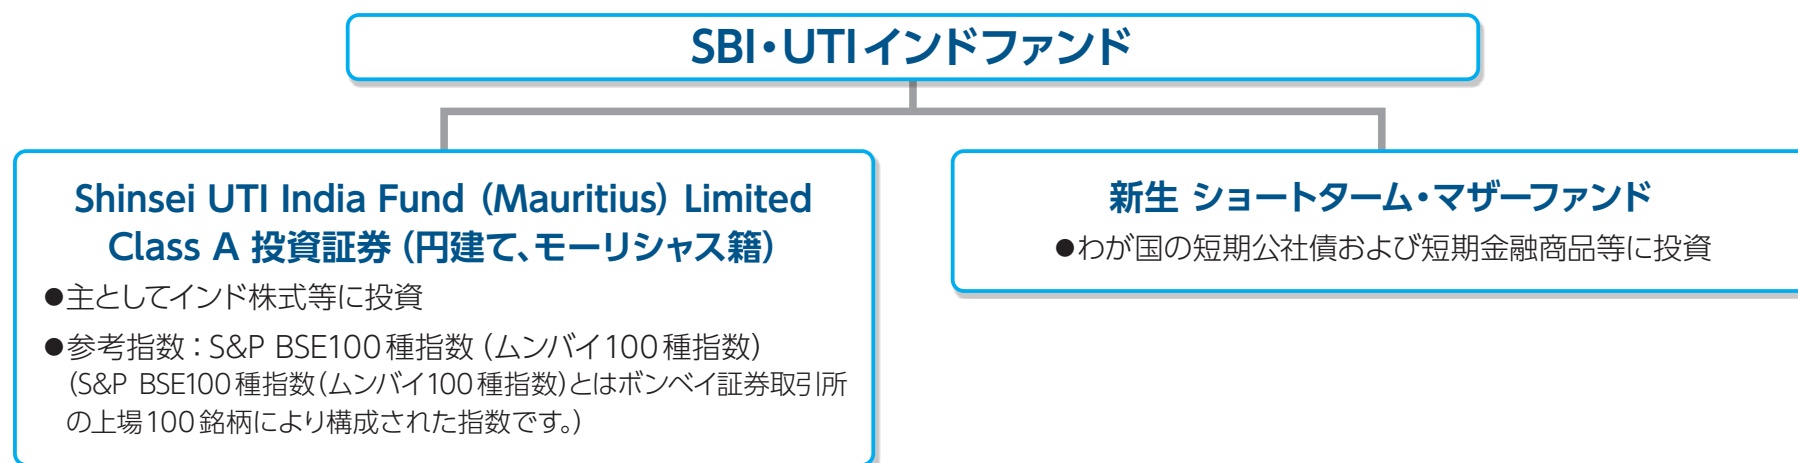 SBI・UTIインドファンド
Shinsei UTI India Fund (Mauritius) Limited
Class A 投資証券(円建て、モーリシャス籍)
●主としてインド株式等に投資
●参考指数：S&P BSE100種指数(ムンバイ100種指数)
(S&P BSE100種指数(ムンバイ100種指数)とはボンベイ証券取引所
の上場100銘柄により構成された指数です。)
新生 ショートターム・マザーファンド
●わが国の短期公社債および短期金融商品等に投資